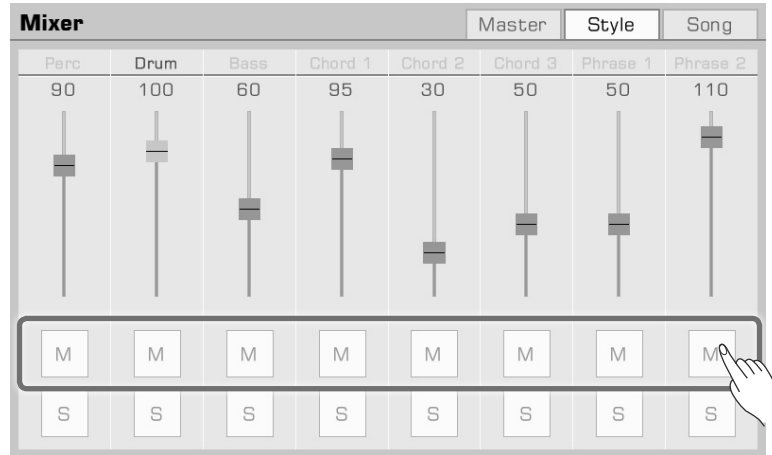 Mixer Master Style Song
Perc Drum Bass Chord 1 Chord 2 Chord 3 Phrase 1 Phrase 2
90 100 60 95 30 50 50 110
M M M M M M M M
S S S S S S S S